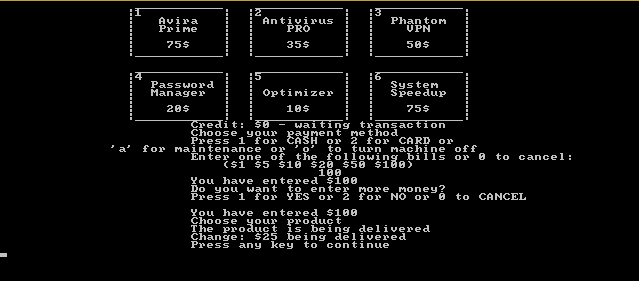 1 2 3
Avira Antivirus Phantom
Prime PRO VPN
75$ 35$ 50$
4 5 6
Password System
Manager Optimizer Speedup
20$ 10$ 75$
Credit: $0 - waiting transaction
Choose your payment method
Press 1 for CASH or 2 for CARD or
'a' for maintenance or 'o' to turn machine off
Enter one of the following bills or 0 to cancel:
($1 $5 $10 $20 $50 $100)
100
You have entered $100
Do you want to enter more money?
Press 1 for YES or 2 for NO or 0 to CANCEL
You have entered $100
Choose your product
The product is being delivered
Change: $25 being delivered
Press any key to continue